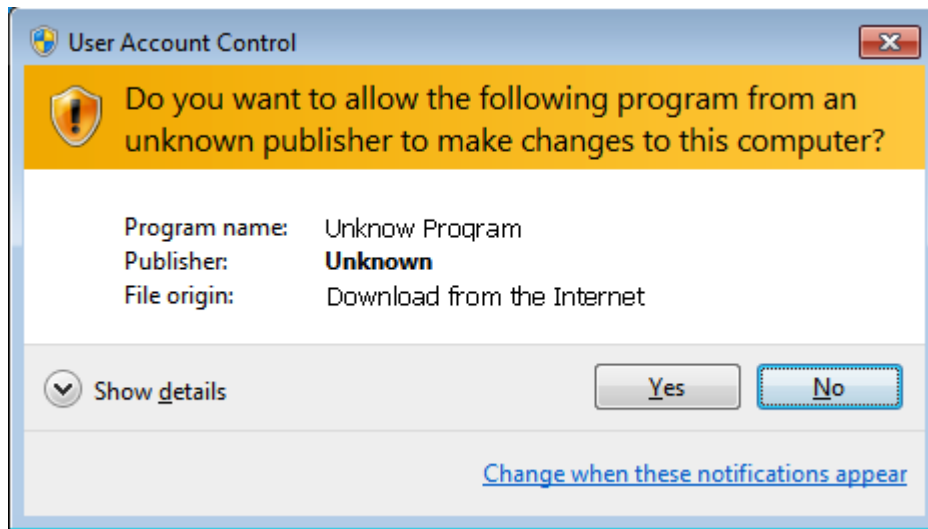 User Account Control
Do you want to allow the following program from an
unknown publisher to make changes to this computer?
Program name: Unknow Program
Publisher: Unknown
File origin: Download from the Internet
Show details
Yes
No
Change when these notifications appear